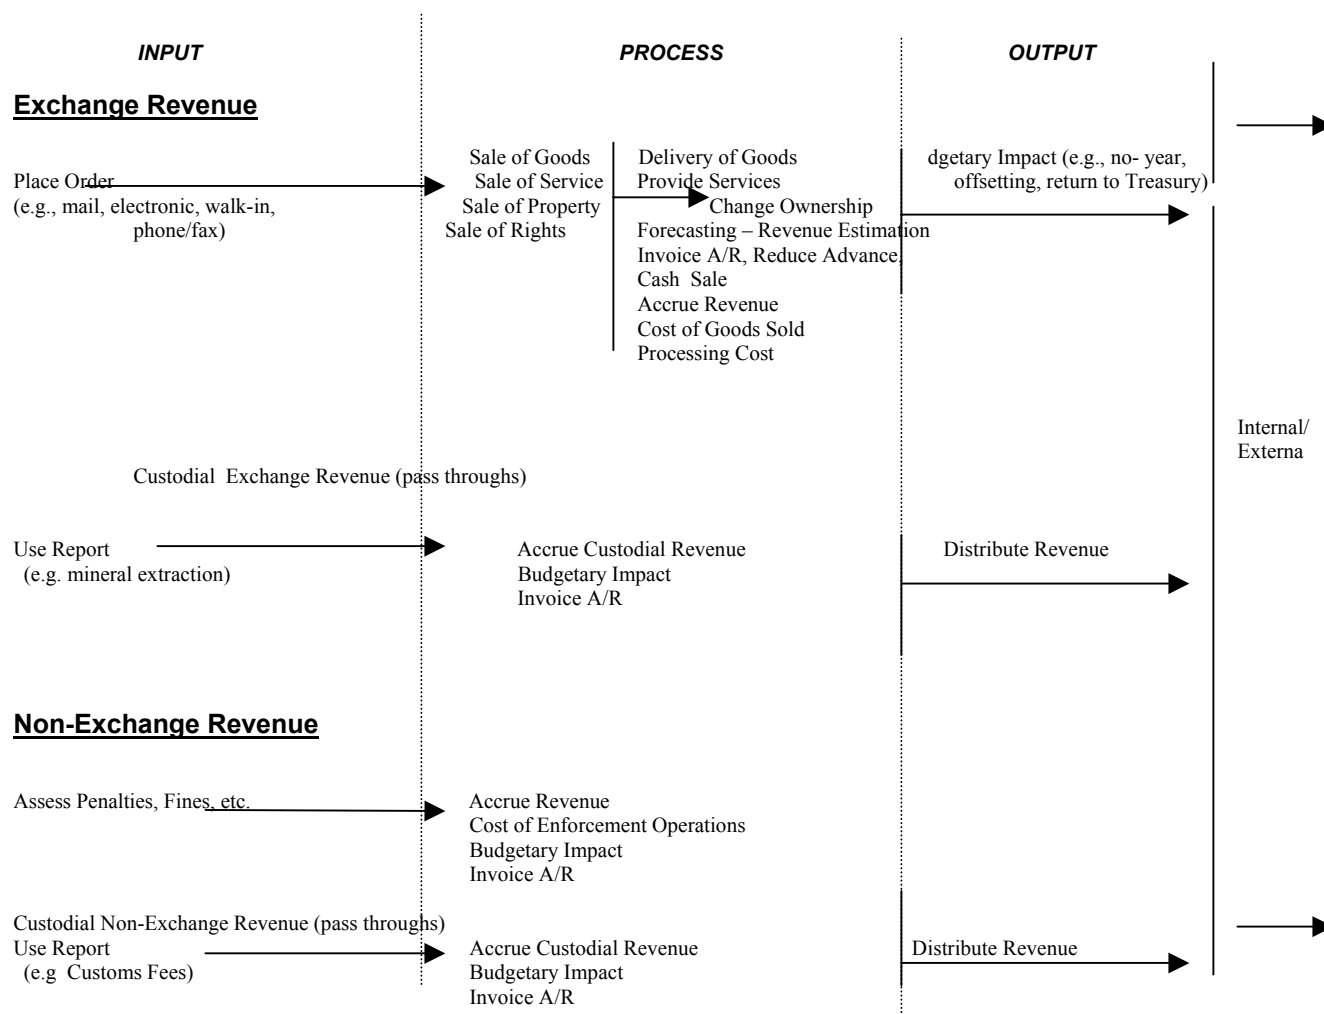 INPUT
PROCESS
OUTPUT
Exchange Revenue
Place Order
(e.g., mail, electronic, walk-in,
phone/fax)
Sale of Goods
Sale of Service
Sale of Property
Sale of Rights
Delivery of Goods
Provide Services
Change Ownership
Forecasting – Revenue Estimation
Invoice A/R, Reduce Advance,
Cash Sale
Accrue Revenue
Cost of Goods Sold
Processing Cost
dgetary Impact (e.g., no- year,
offsetting, return to Treasury)
Internal/
Externa
Custodial Exchange Revenue (pass throughs)
Use Report
(e.g. mineral extraction)
Accrue Custodial Revenue
Budgetary Impact
Invoice A/R
Distribute Revenue
Non-Exchange Revenue
Assess Penalties, Fines, etc.
Accrue Revenue
Cost of Enforcement Operations
Budgetary Impact
Invoice A/R
Custodial Non-Exchange Revenue (pass throughs)
Use Report
(e.g Customs Fees)
Accrue Custodial Revenue
Budgetary Impact
Invoice A/R
Distribute Revenue